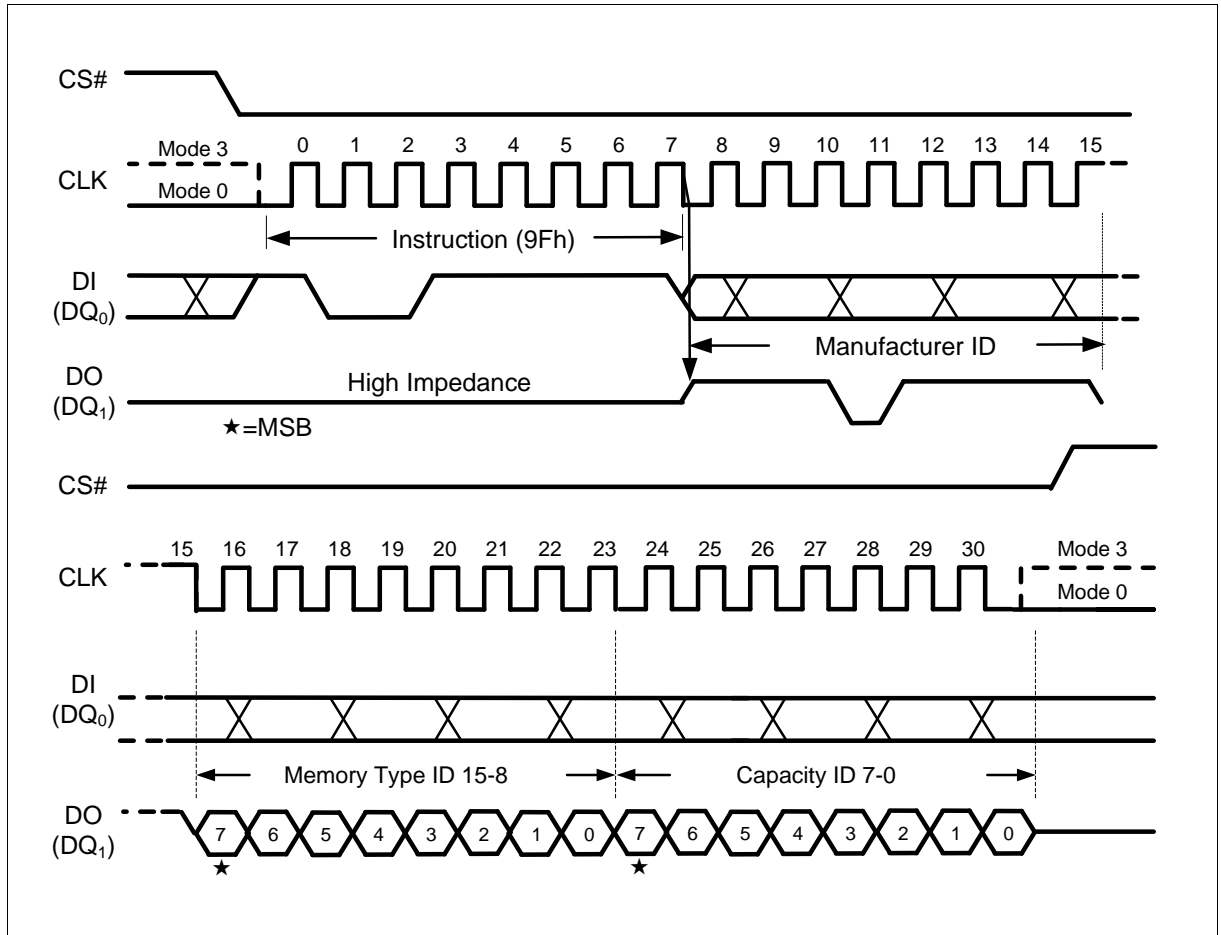 CS#
Mode 3
0 1 2 3 4 5 6 7 8 9 10 11 12 13 14 15
CLK
Mode 0
Instruction (9Fh)
DI
(DQ0)
Manufacturer ID
DO
(DQ1)
High Impedance
★=MSB
CS#
15 16 17 18 19 20 21 22 23 24 25 26 27 28 29 30
Mode 3
CLK
Mode 0
DI
(DQ0)
Memory Type ID 15-8
Capacity ID 7-0
DO
(DQ1)
7 6 5 4 3 2 1 0 7 6 5 4 3 2 1 0
★ ★